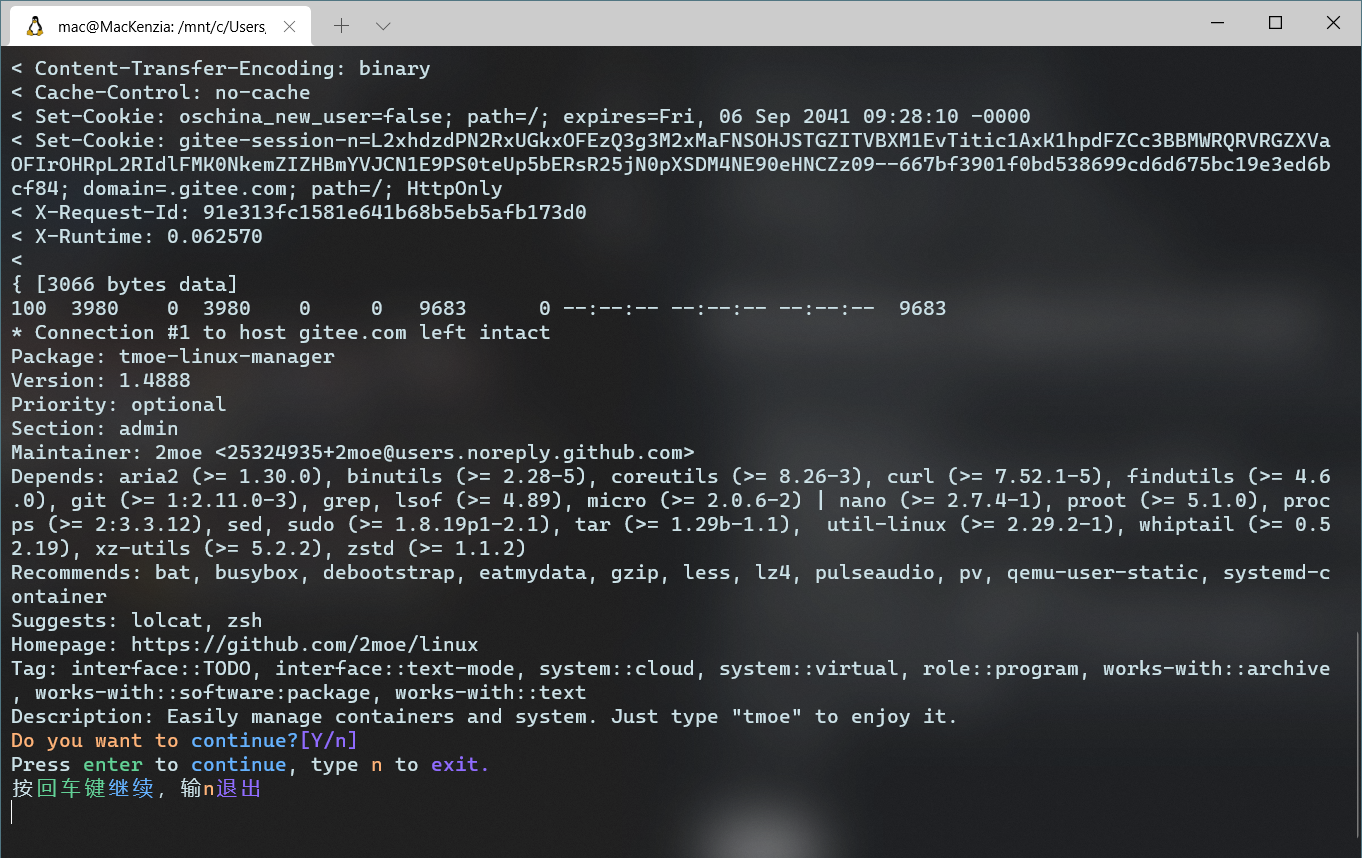 mac@MacKenzia: /mnt/c/Users,
< Content-Transfer-Encoding: binary
< Cache-Control: no-cache
< Set-Cookie: oschina_new_user=false; path=/; expires=Fri, 06 Sep 2041 09:28:10 -0000
< Set-Cookie: gitee-session-n=L2xhdzdPN2RxUGkxOFEzQ3g3M2xMaFNSOHJSTGZITVBXM1EvTitic1AxK1hpdFZCc3BBMWRQRVRGZXVa
OFIrOHRpL2RIdlFMK0NkemZIZHBmYVJCN1E9PS0teUp5bERsR25jN0pXSDM4NE90eHNCZz09--667bf3901f0bd538699cd6d675bc19e3ed6b
cf84; domain=.gitee.com; path=/; HttpOnly
< X-Request-Id: 91e313fc1581e641b68b5eb5afb173d0
< X-Runtime: 0.062570
<
{ [3066 bytes data]
100  3980    0  3980    0     0   9683      0 --:--:-- --:--:-- --:--:--  9683
* Connection #1 to host gitee.com left intact
Package: tmoe-linux-manager
Version: 1.4888
Priority: optional
Section: admin
Maintainer: 2moe <25324935+2moe@users.noreply.github.com>
Depends: aria2 (>= 1.30.0), binutils (>= 2.28-5), coreutils (>= 8.26-3), curl (>= 7.52.1-5), findutils (>= 4.6
.0), git (>= 1:2.11.0-3), grep, lsof (>= 4.89), micro (>= 2.0.6-2) | nano (>= 2.7.4-1), proot (>= 5.1.0), proc
ps (>= 2:3.3.12), sed, sudo (>= 1.8.19p1-2.1), tar (>= 1.29b-1.1),  util-linux (>= 2.29.2-1), whiptail (>= 0.5
2.19), xz-utils (>= 5.2.2), zstd (>= 1.1.2)
Recommends: bat, busybox, debootstrap, eatmydata, gzip, less, lz4, pulseaudio, pv, qemu-user-static, systemd-c
ontainer
Suggests: lolcat, zsh
Homepage: https://github.com/2moe/linux
Tag: interface::TODO, interface::text-mode, system::cloud, system::virtual, role::program, works-with::archive
, works-with::software:package, works-with::text
Description: Easily manage containers and system. Just type "tmoe" to enjoy it.
Do you want to continue?[Y/n]
Press enter to continue, type n to exit.
按回车键继续, 输n退出